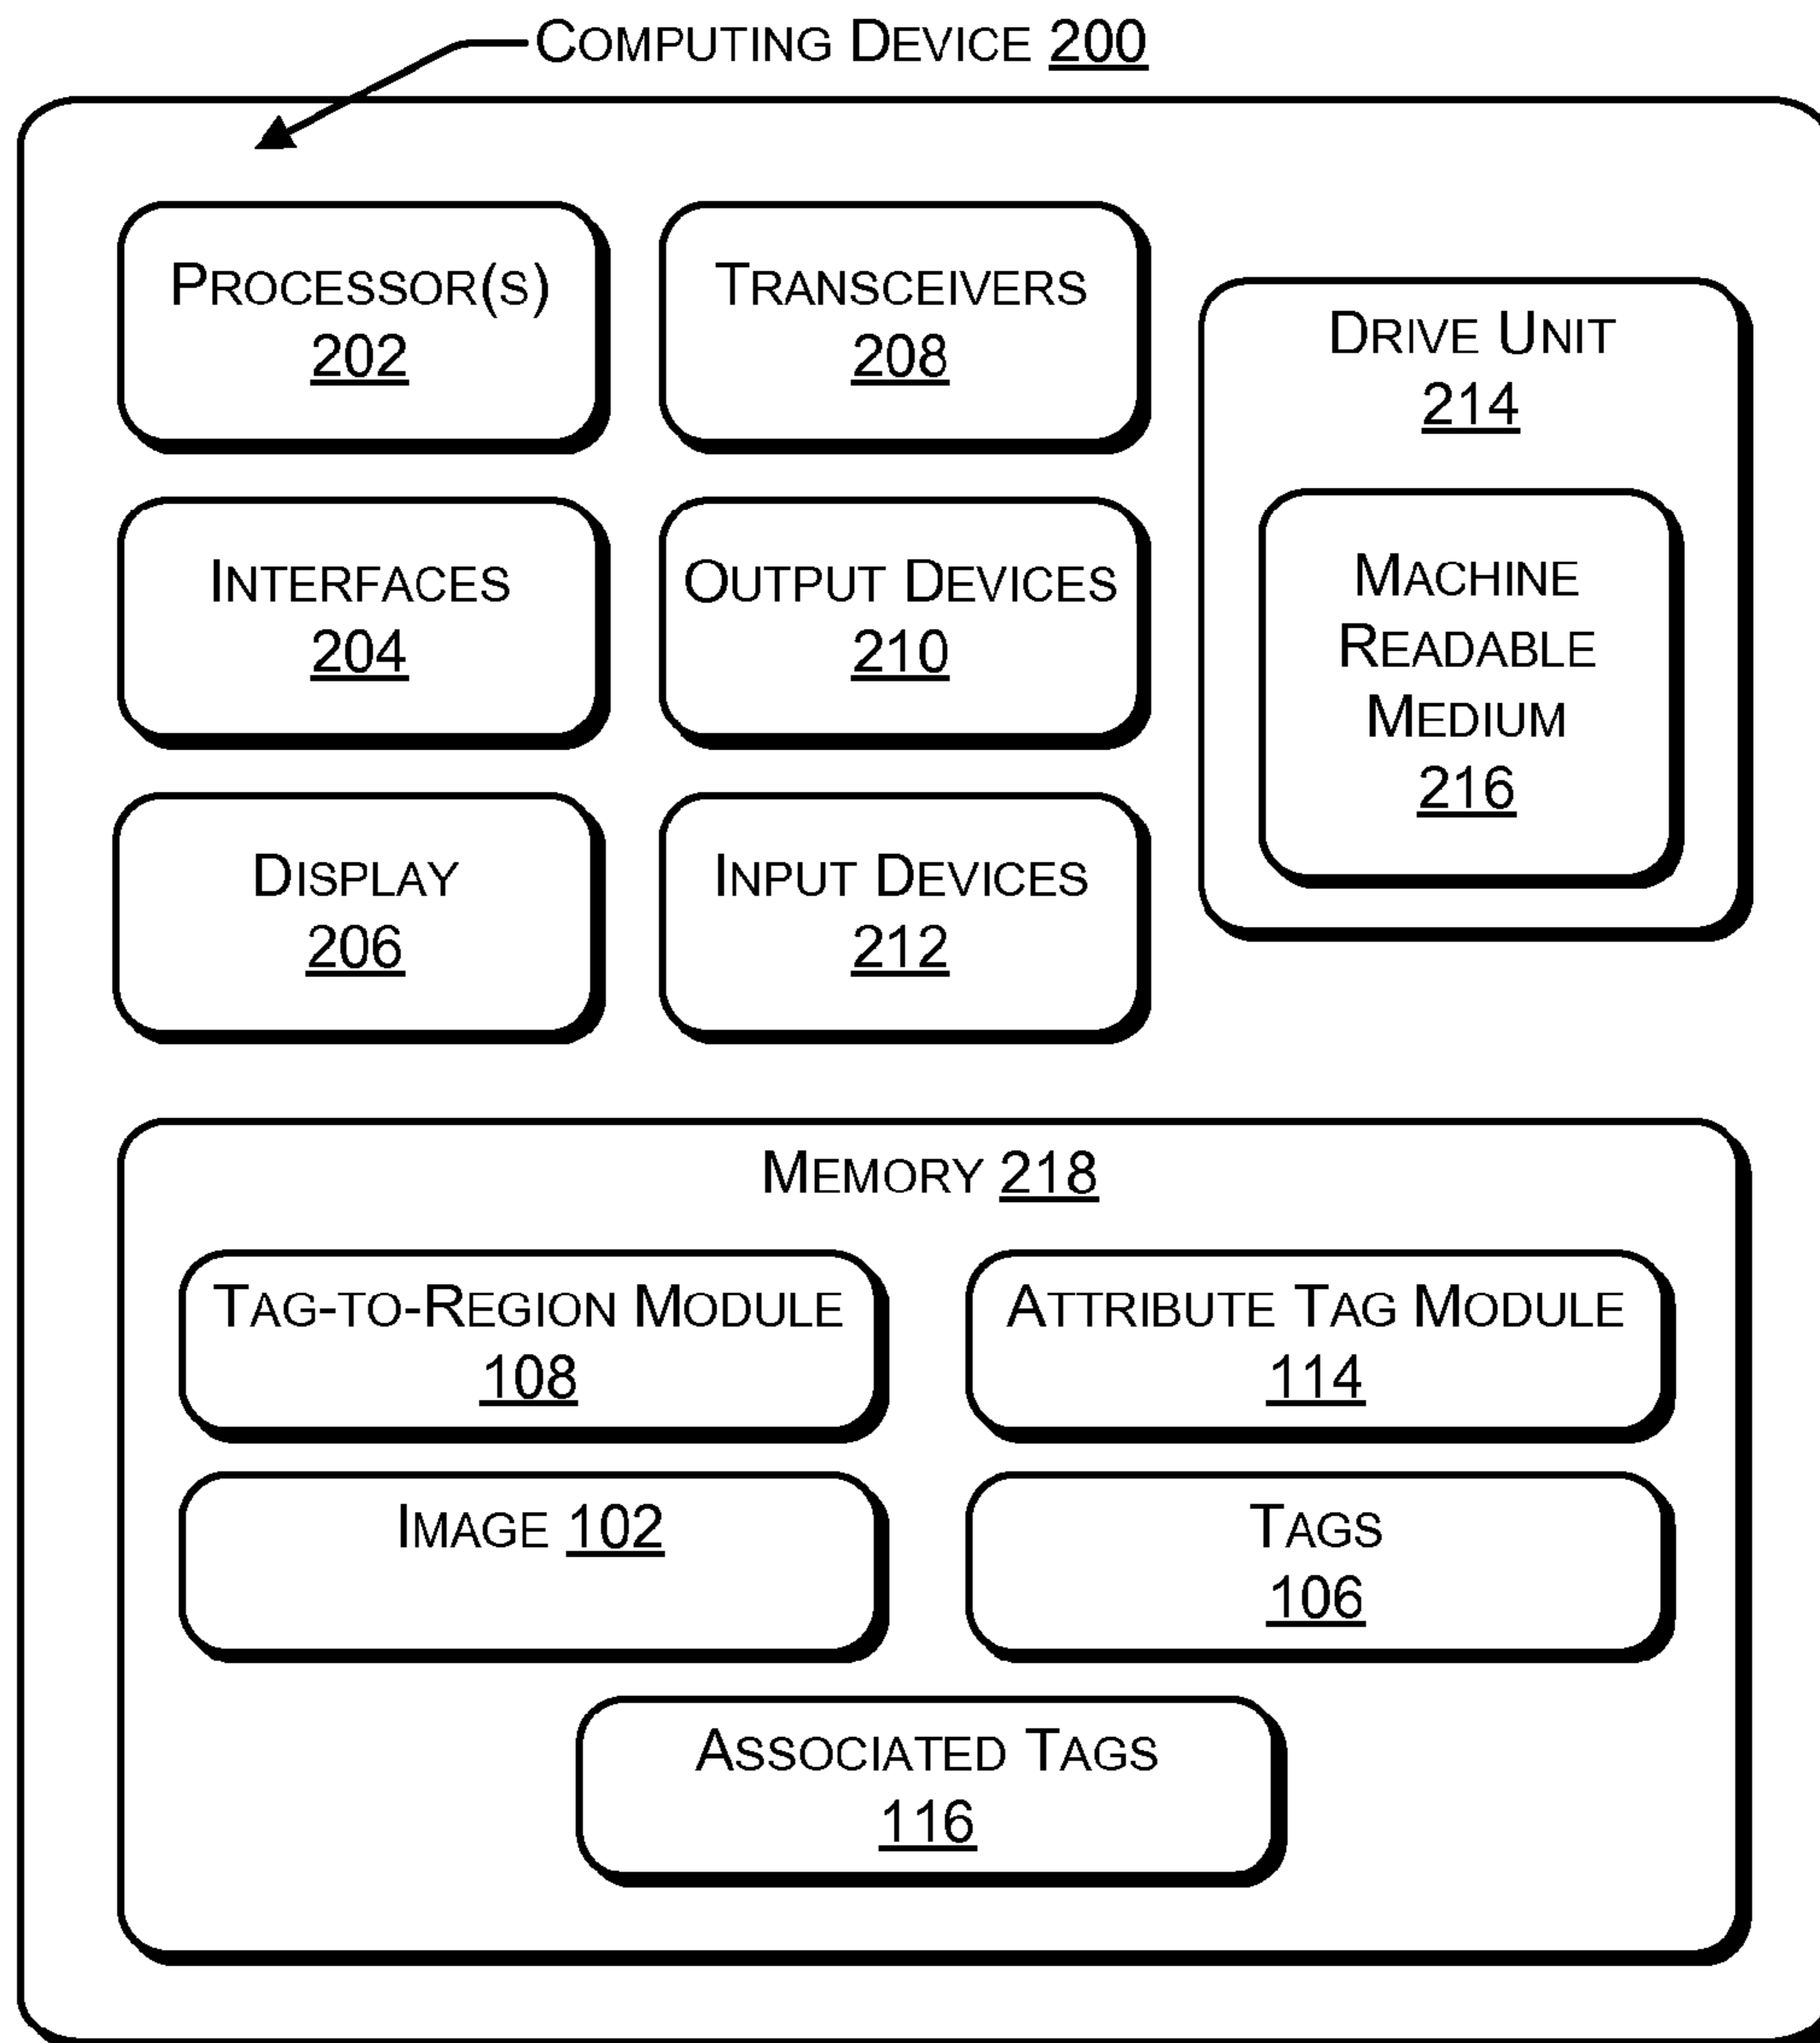 COMPUTING DEVICE 200
PROCESSOR(S)
202
TRANSCEIVERS
208
DRIVE UNIT
214
INTERFACES
204
OUTPUT DEVICES
210
MACHINE
READABLE
MEDIUM
216
DISPLAY
206
INPUT DEVICES
212
MEMORY 218
TAG-TO-REGION MODULE
108
ATTRIBUTE TAG MODULE
114
IMAGE 102
TAGS
106
ASSOCIATED TAGS
116